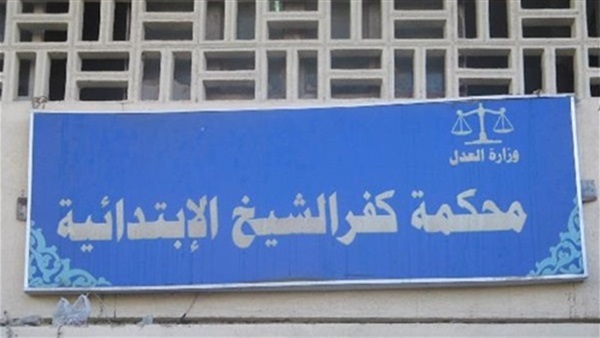 وزارة العدل
محكمة كفرالشيخ الإبتدائية